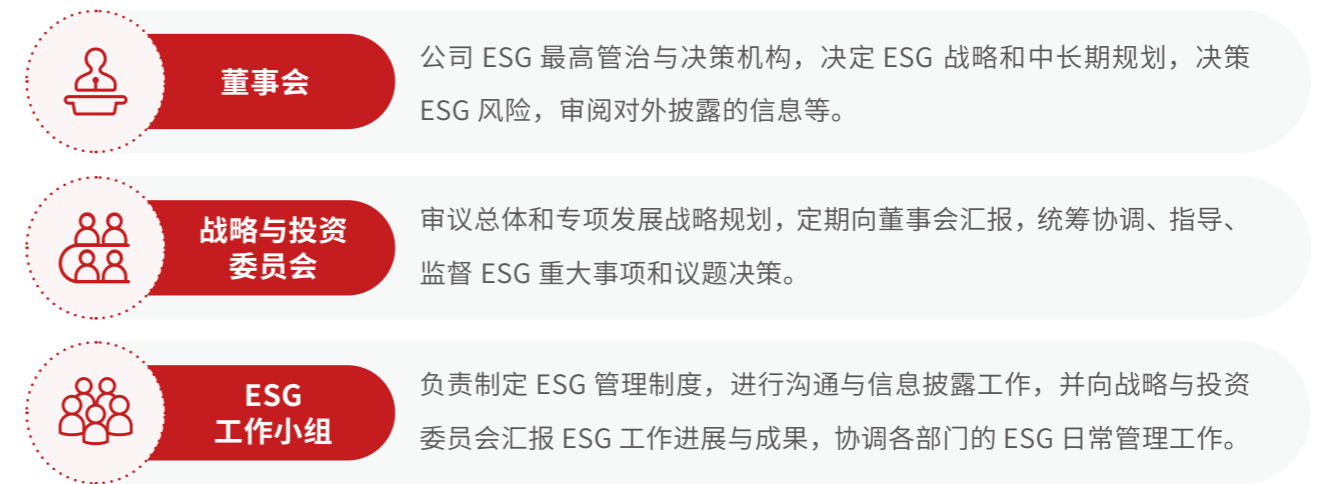 董事会
公司 ESG 最高管治与决策机构，决定 ESG 战略和中长期规划，决策
ESG 风险，审阅对外披露的信息等。
战略与投资
委员会
审议总体和专项发展战略规划，定期向董事会汇报，统筹协调、指导、
监督 ESG 重大事项和议题决策。
ESG
工作小组
负责制定 ESG 管理制度，进行沟通与信息披露工作，并向战略与投资
委员会汇报 ESG 工作进展与成果，协调各部门的 ESG 日常管理工作。